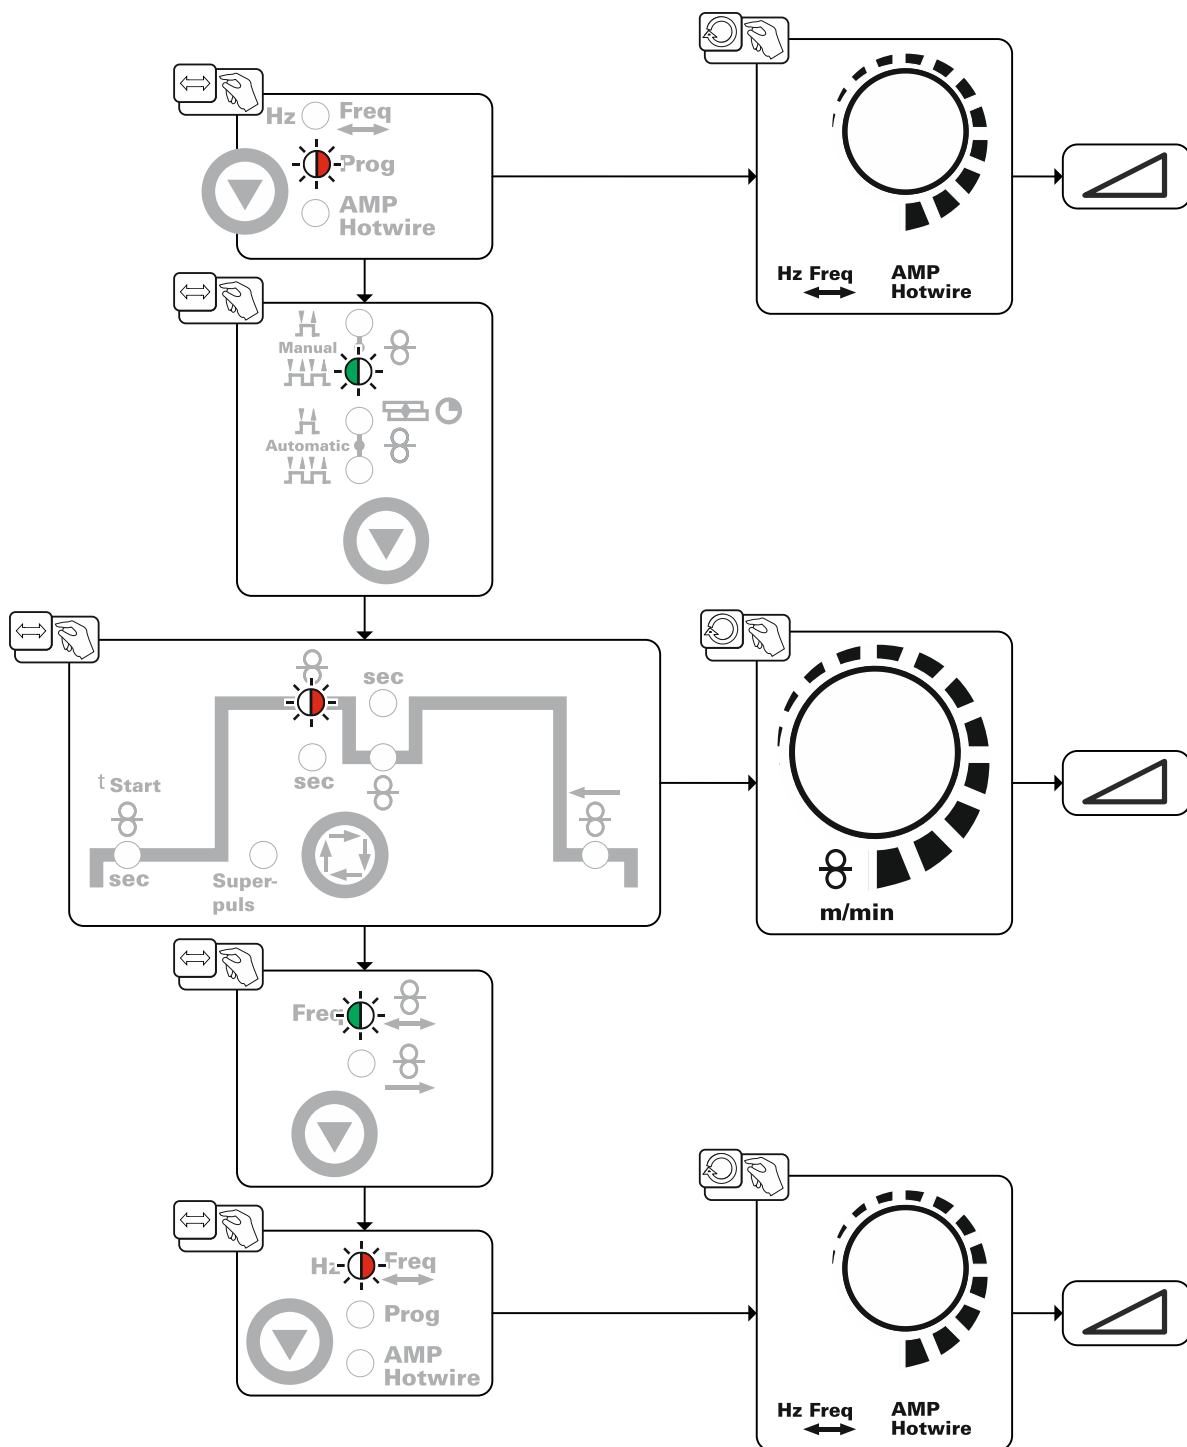 Hz Freq
Prog
AMP
Hotwire
Hz Freq AMP
Hotwire
Manual
Automatic
sec
sec
t Start
sec
Super-
puls
m/min
Freq
Hz Freq
Prog
AMP
Hotwire
Hz Freq AMP
Hotwire